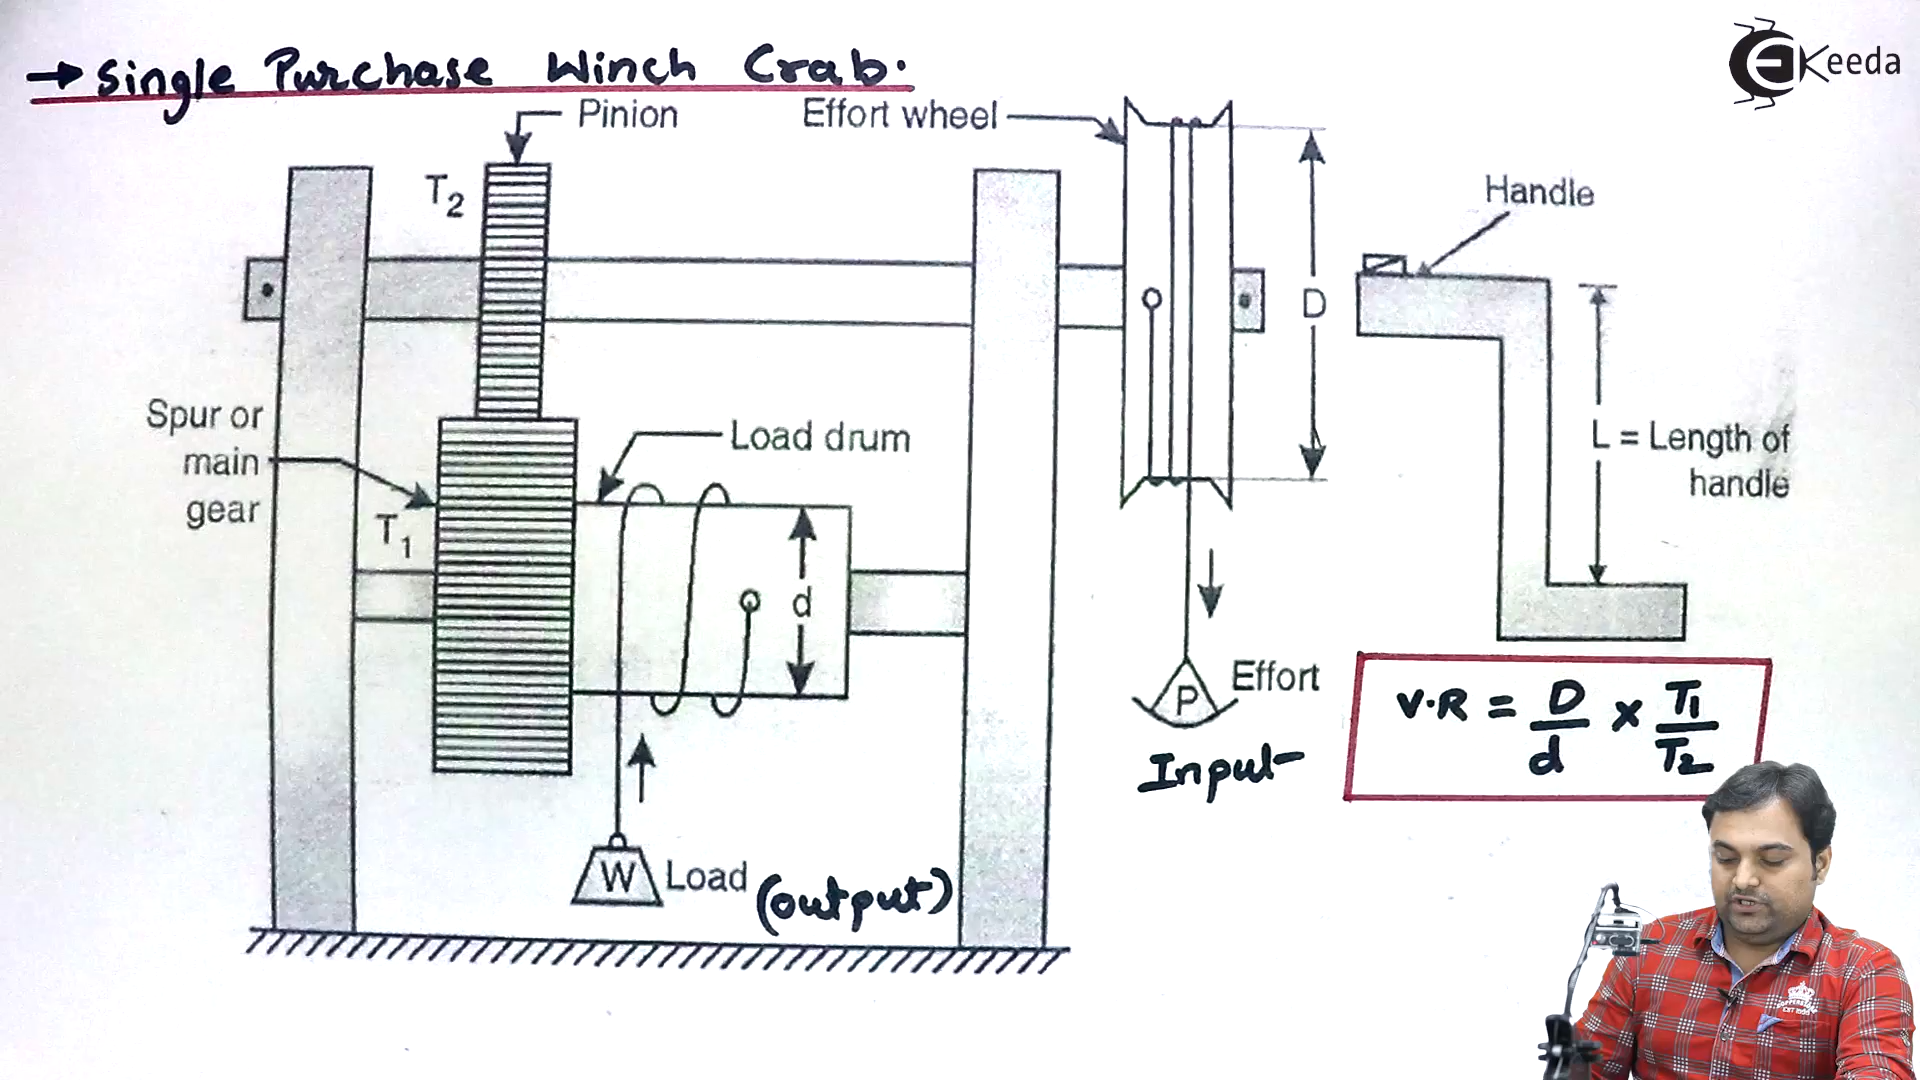 → Single Purchase Winch Crab.
EKeeda
Pinion
Effort wheel
T2
Handle
D
Spur or
main
gear
Load drum
L = Length of
handle
T1
d
P
Effort
Input
V.R = D/d × T1/T2
W
Load (output)